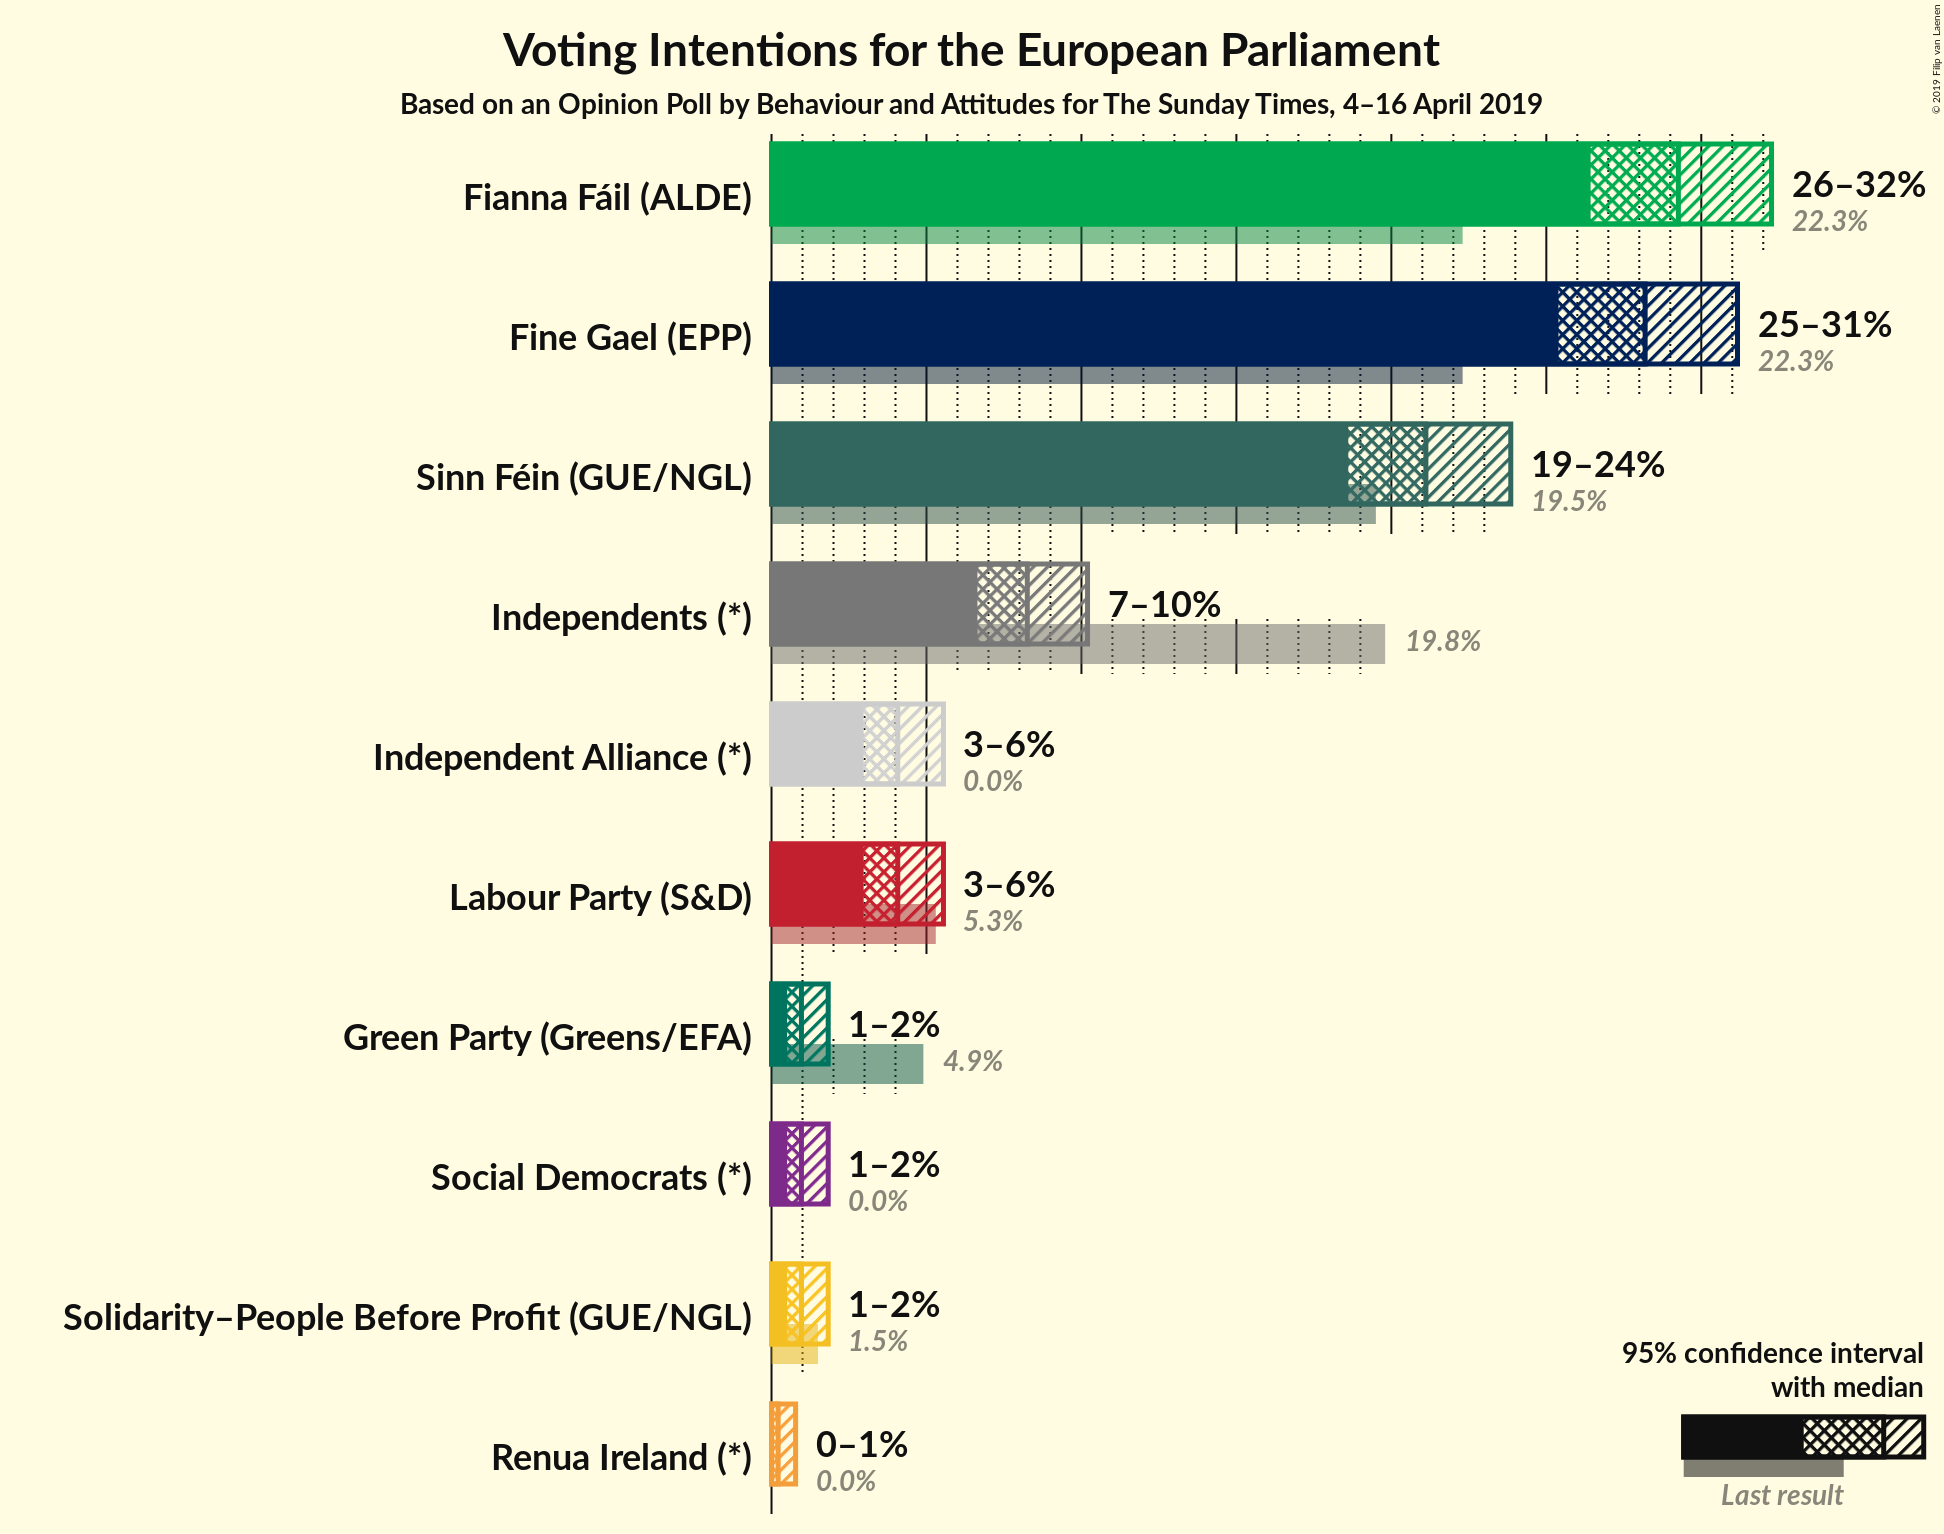 Voting Intentions for the European Parliament
Based on an Opinion Poll by Behaviour and Attitudes for The Sunday Times, 4–16 April 2019
© 2019 Filip van Laenen
Fianna Fáil (ALDE)
26–32%
22.3%
Fine Gael (EPP)
25–31%
22.3%
Sinn Féin (GUE/NGL)
19–24%
19.5%
Independents (*)
7–10%
19.8%
Independent Alliance (*)
3–6%
0.0%
Labour Party (S&D)
3–6%
5.3%
Green Party (Greens/EFA)
1–2%
4.9%
Social Democrats (*)
1–2%
0.0%
Solidarity–People Before Profit (GUE/NGL)
1–2%
1.5%
Renua Ireland (*)
0–1%
0.0%
95% confidence interval
with median
Last result